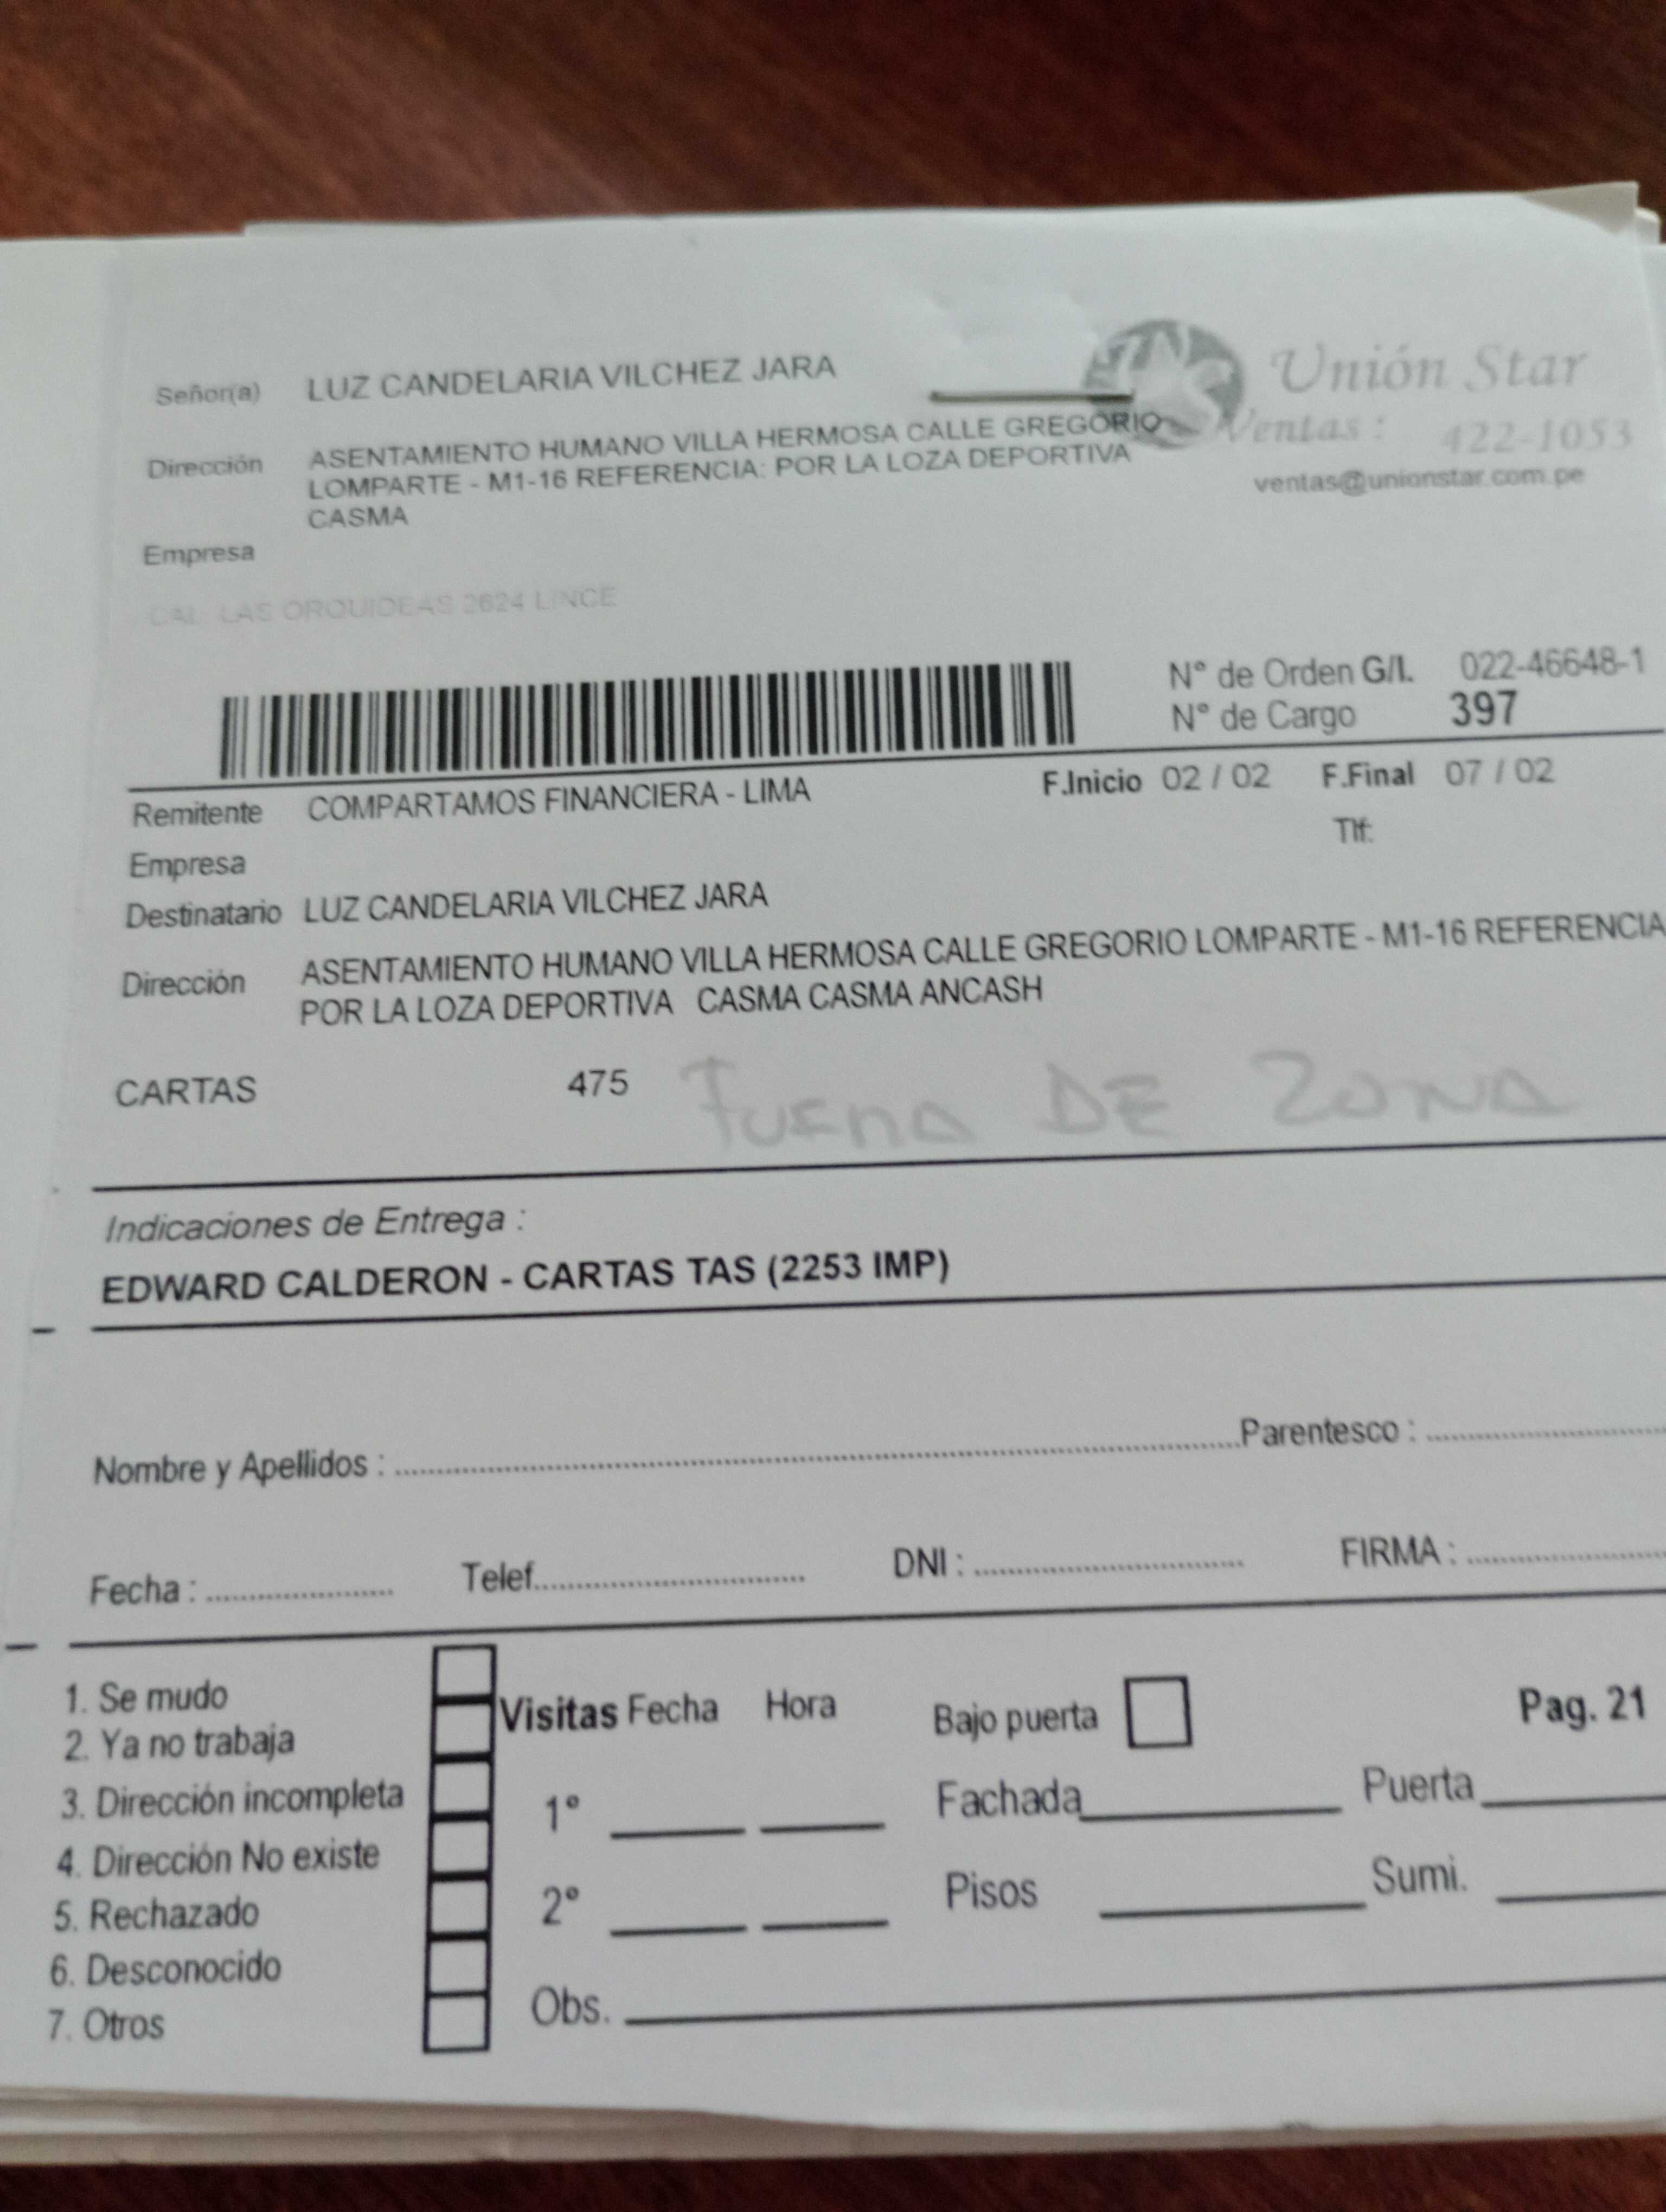 Señor(a) LUZ CANDELARIA VILCHEZ JARA
Unión Star
Ventas : 422-1053
ventas@unionstar.com.pe
Dirección ASENTAMIENTO HUMANO VILLA HERMOSA CALLE GREGORIO
LOMPARTE - M1-16 REFERENCIA: POR LA LOZA DEPORTIVA
CASMA
Empresa
CAL LAS ORQUIDEAS 2624 LINCE
N° de Orden G/I. 022-46648-1
N° de Cargo 397
Remitente COMPARTAMOS FINANCIERA - LIMA F.Inicio 02 / 02 F.Final 07 / 02
Tlf:
Empresa
Destinatario LUZ CANDELARIA VILCHEZ JARA
Dirección ASENTAMIENTO HUMANO VILLA HERMOSA CALLE GREGORIO LOMPARTE - M1-16 REFERENCIA
POR LA LOZA DEPORTIVA CASMA CASMA ANCASH
CARTAS 475 FUERA DE ZONA
Indicaciones de Entrega :
EDWARD CALDERON - CARTAS TAS (2253 IMP)
Nombre y Apellidos : Parentesco :
Fecha : Telef. DNI : FIRMA :
1. Se mudo
2. Ya no trabaja
3. Dirección incompleta
4. Dirección No existe
5. Rechazado
6. Desconocido
7. Otros
Visitas Fecha Hora
1°
2°
Obs.
Bajo puerta Pag. 21
Fachada Puerta
Pisos Sumi.